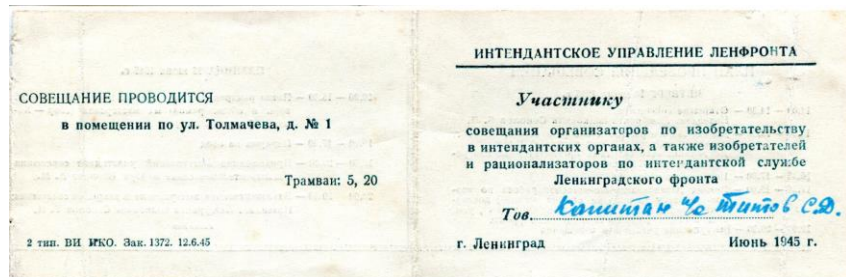 СОВЕЩАНИЕ ПРОВОДИТСЯ
в помещении по ул. Толмачева, д. № 1
Трамваи: 5, 20
2 тип. ВИ НКО. Зак. 1372. 12.6.45
ИНТЕНДАНТСКОЕ УПРАВЛЕНИЕ ЛЕНФРОНТА
Участнику
совещания организаторов по изобретательству
в интендантских органах, а также изобретателей
и рационализаторов по интендантской службе
Ленинградского фронта
Тов. Капитан Титов С.Д.
г. Ленинград
Июнь 1945 г.